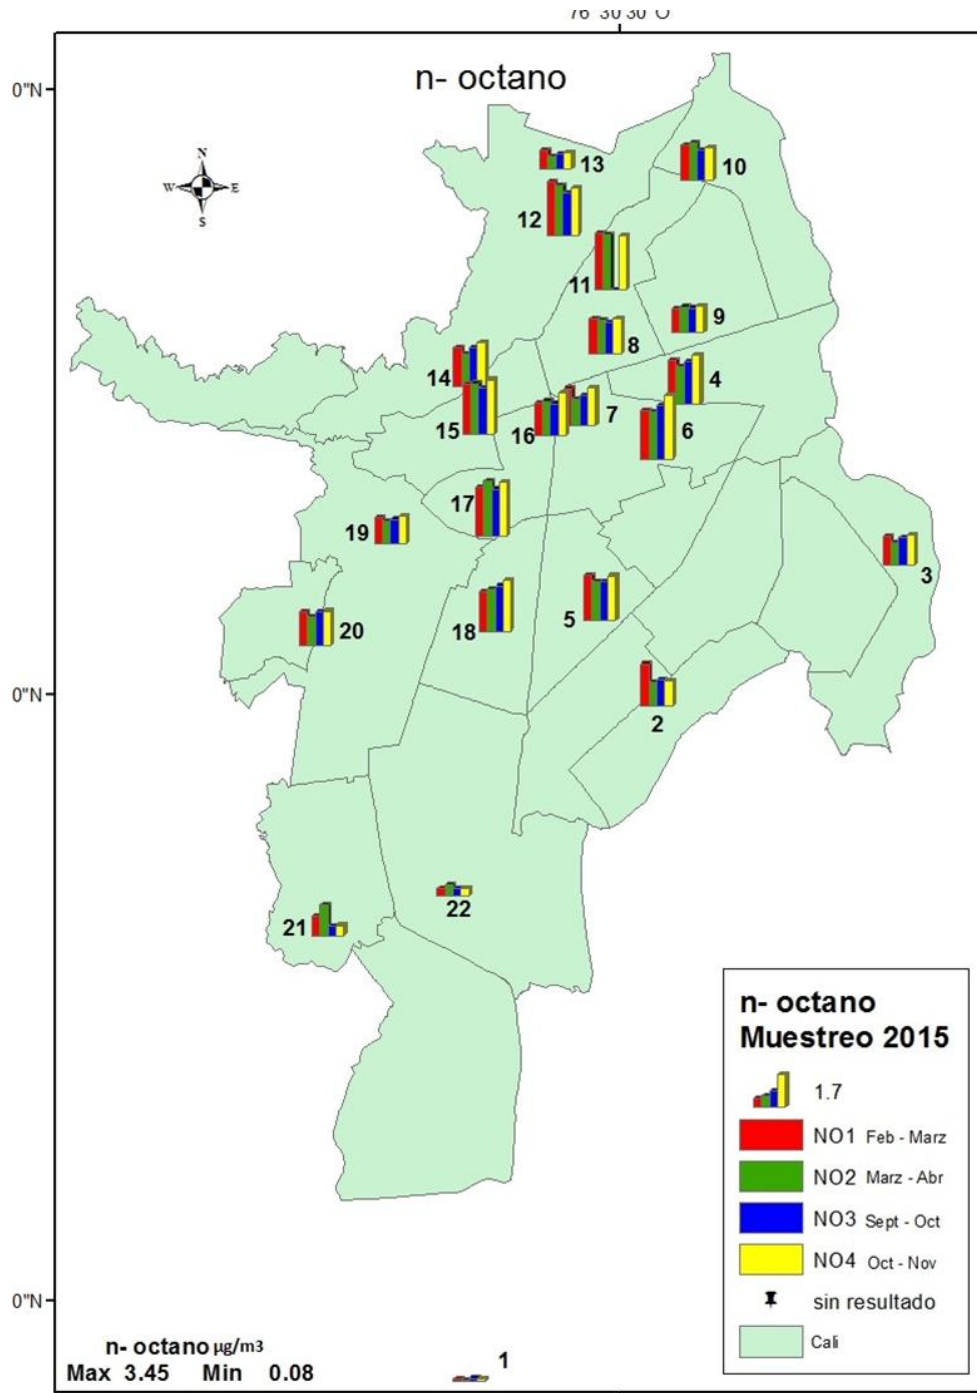 76 30 30 O
n- octano
0"N
N
W E
S
13
10
12
11
9
8
14
4
7
15
16
6
17
19
3
20
18
5
0"N
2
22
21
n- octano
Muestreo 2015
1.7
NO1 Feb - Marz
NO2 Marz - Abr
NO3 Sept - Oct
NO4 Oct - Nov
0"N
sin resultado
Cali
n- octano µg/m3
Max 3.45 Min 0.08
1